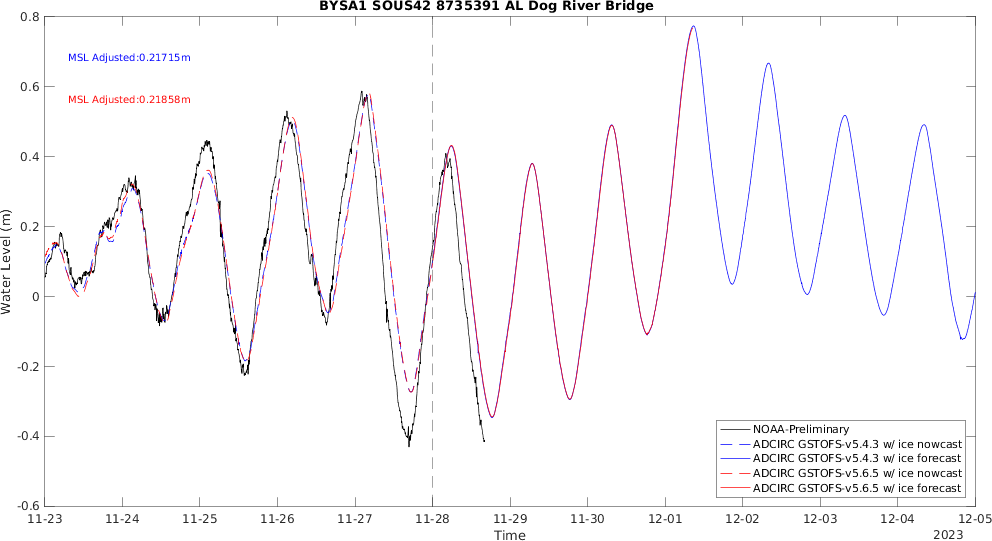 BYSA1 SOUS42 8735391 AL Dog River Bridge
MSL Adjusted:0.21715m
MSL Adjusted:0.21858m
Water Level (m)
0.8
0.6
0.4
0.2
0
-0.2
-0.4
-0.6
NOAA-Preliminary
ADCIRC GSTOFS-v5.4.3 w/ ice nowcast
ADCIRC GSTOFS-v5.4.3 w/ ice forecast
ADCIRC GSTOFS-v5.6.5 w/ ice nowcast
ADCIRC GSTOFS-v5.6.5 w/ ice forecast
11-23 11-24 11-25 11-26 11-27 11-28 11-29 11-30 12-01 12-02 12-03 12-04 12-05
Time
2023